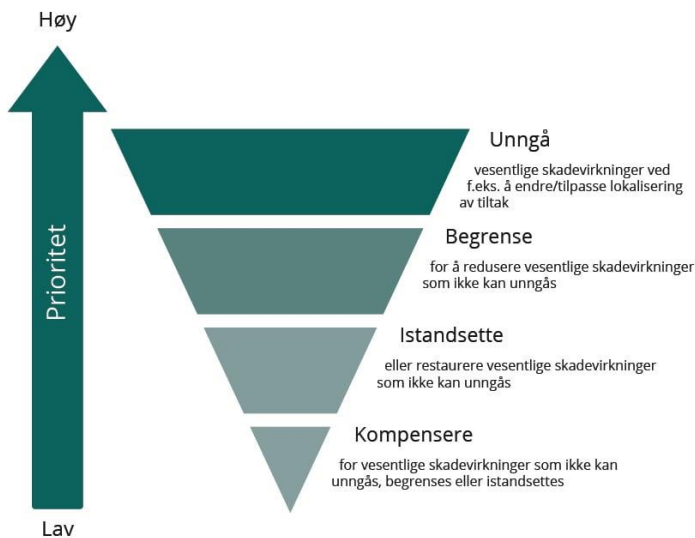 Høy
Unngå
vesentlige skadevirkninger ved
f.eks. å endre/tilpasse lokalisering
av tiltak
Begrense
for å redusere vesentlige skadevirkninger
som ikke kan unngås
Istandsette
eller restaurere vesentlige skadevirkninger
som ikke kan unngås
Kompensere
for vesentlige skadevirkninger som ikke kan
unngås, begrenses eller istandsettes
Prioritet
Lav